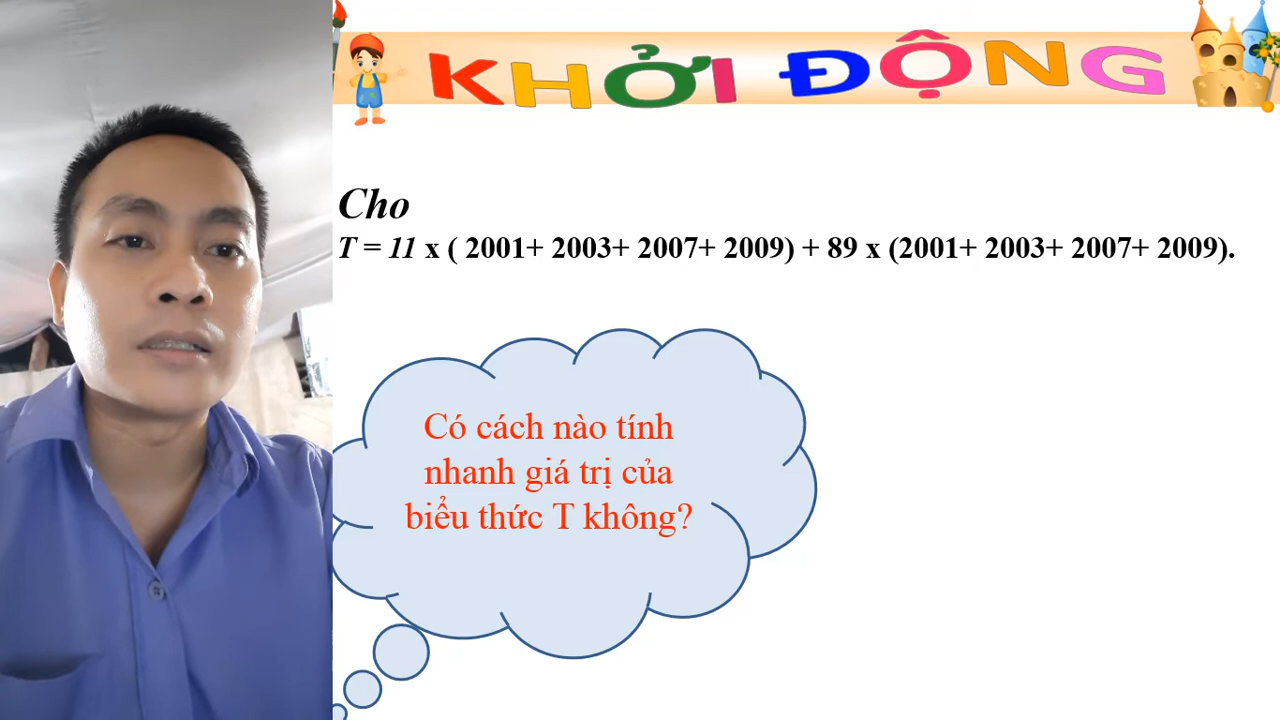 KHỞI ĐỘNG
Cho
T = 11 x ( 2001+ 2003+ 2007+ 2009) + 89 x (2001+ 2003+ 2007+ 2009).
Có cách nào tính
nhanh giá trị của
biểu thức T không?